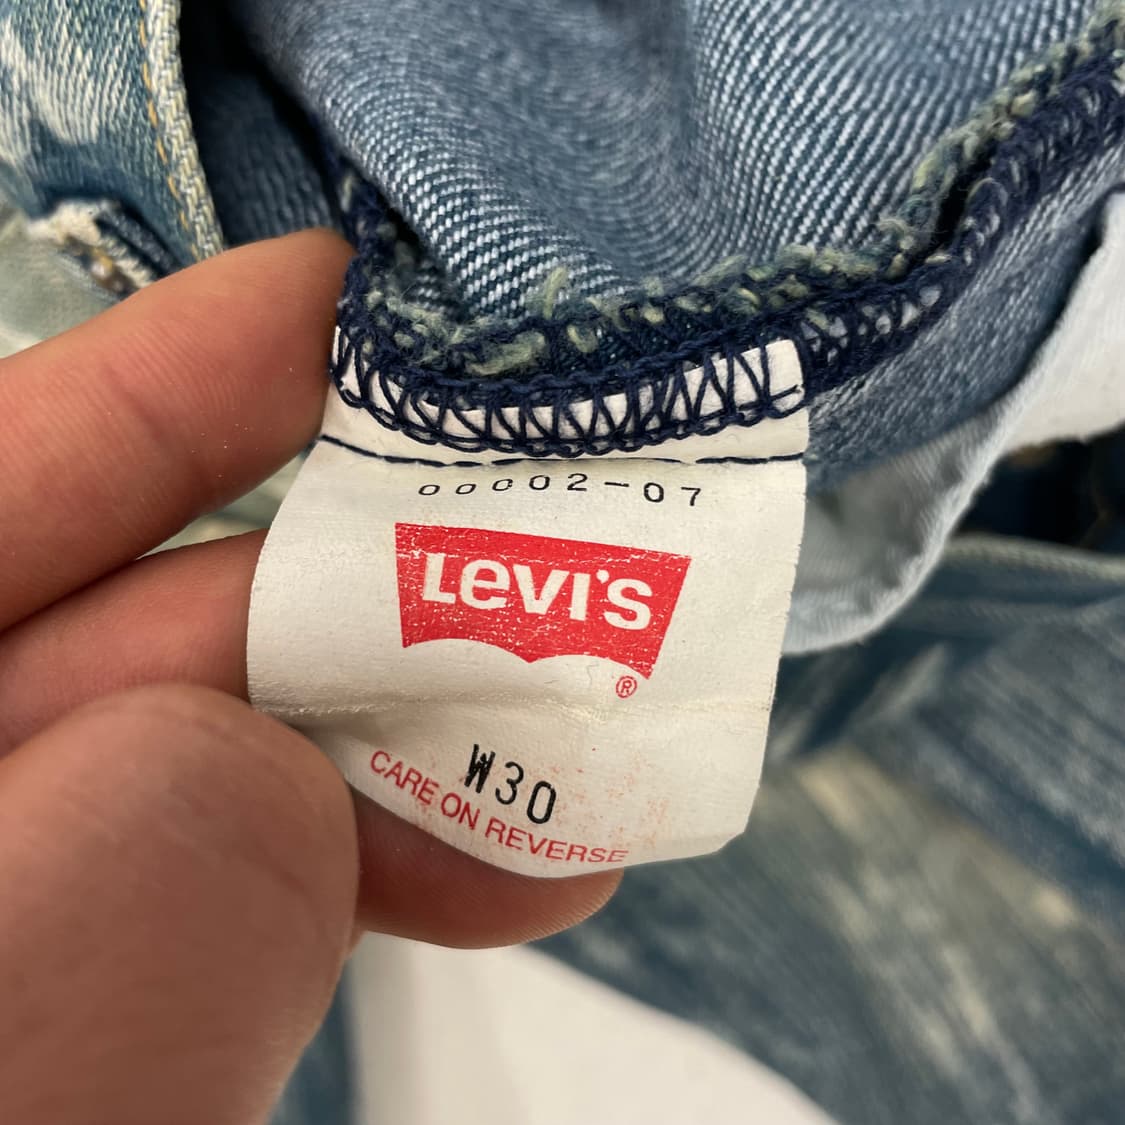 00002-07
LEVI'S
®
W30
CARE ON REVERSE